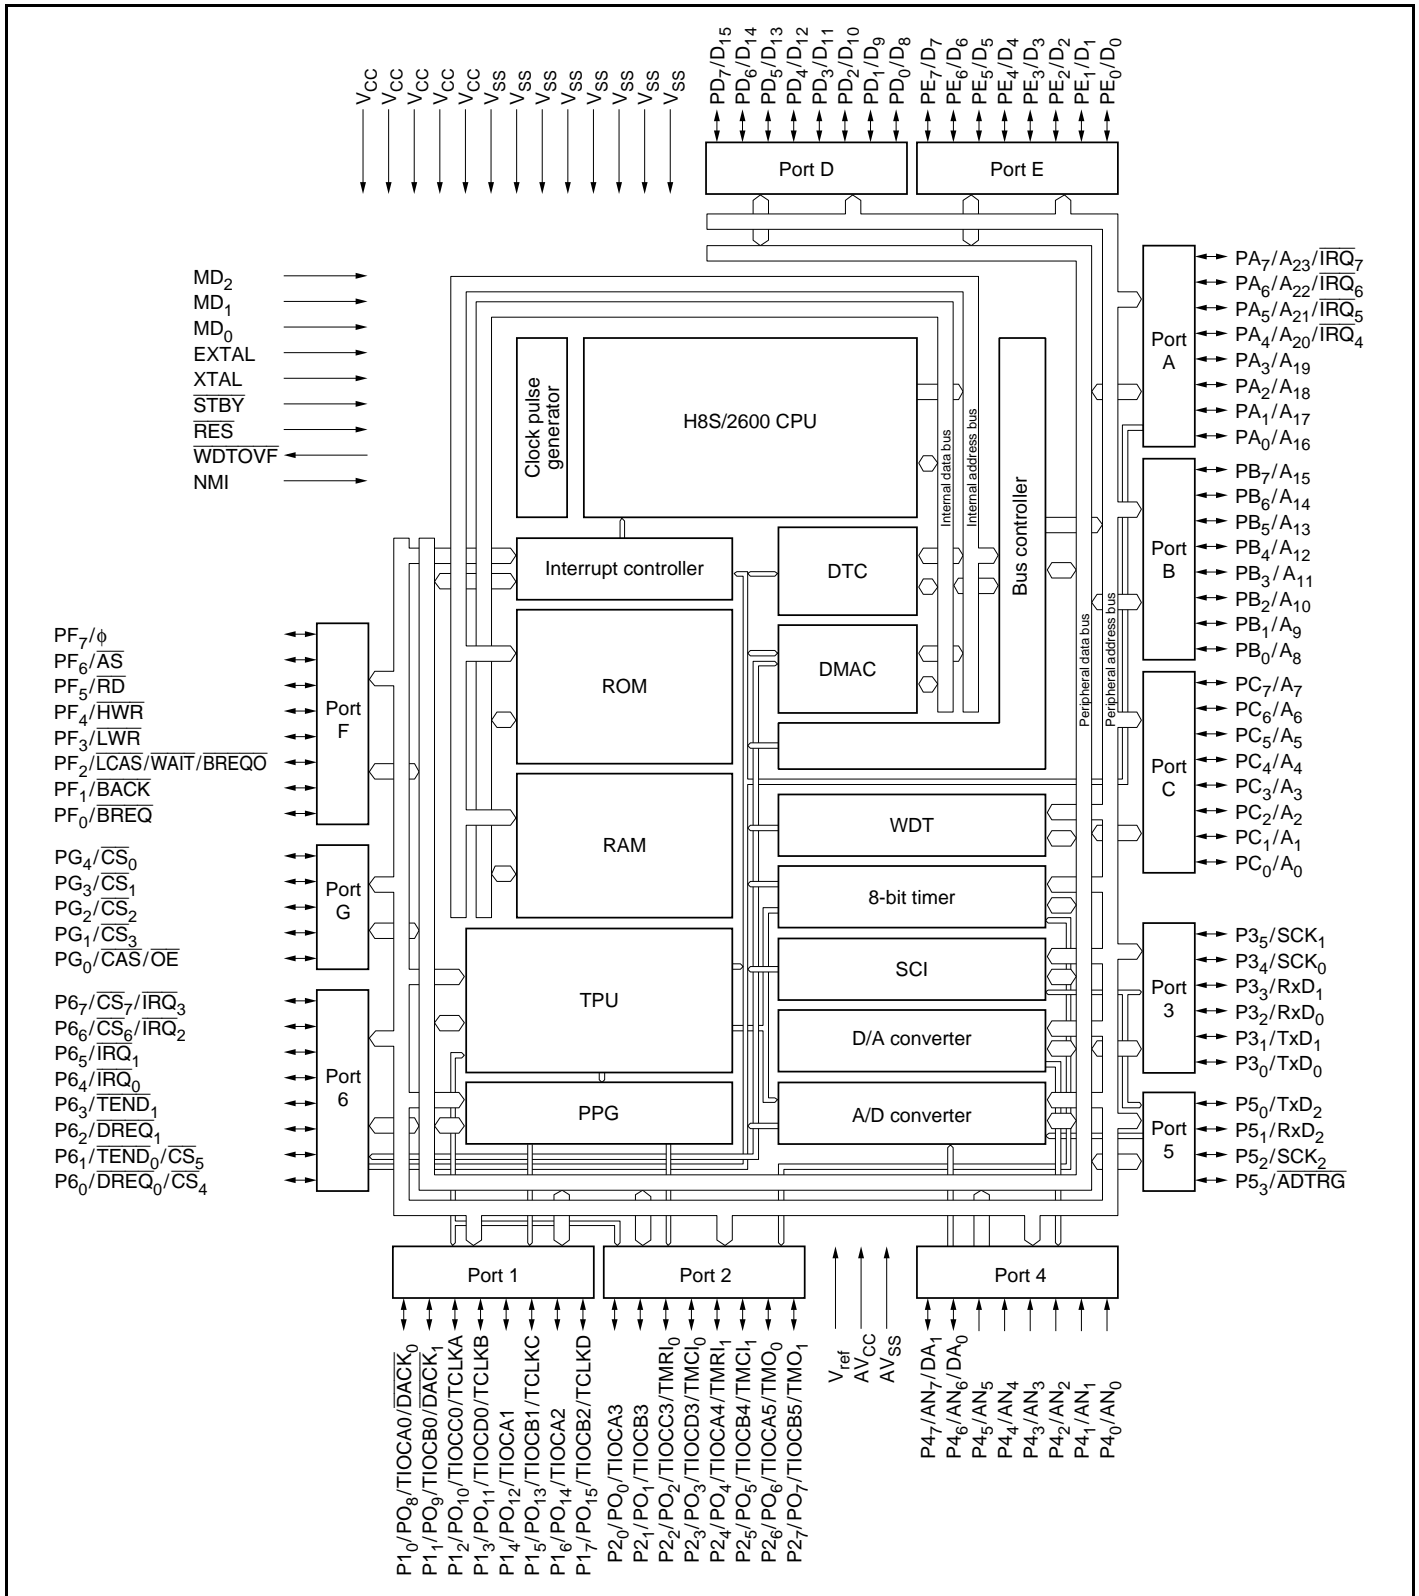 VCC
VCC
VCC
VCC
VCC
VSS
VSS
VSS
VSS
VSS
VSS
VSS
VSS
PD7/D15
PD6/D14
PD5/D13
PD4/D12
PD3/D11
PD2/D10
PD1/D9
PD0/D8
PE7/D7
PE6/D6
PE5/D5
PE4/D4
PE3/D3
PE2/D2
PE1/D1
PE0/D0
Port D
Port E
MD2
MD1
MD0
EXTAL
XTAL
STBY
RES
WDTOVF
NMI
Clock pulse
generator
H8S/2600 CPU
Internal data bus
Internal address bus
Bus controller
Peripheral data bus
Peripheral address bus
Interrupt controller
DTC
ROM
DMAC
RAM
WDT
8-bit timer
SCI
TPU
D/A converter
PPG
A/D converter
Port
A
PA7/A23/IRQ7
PA6/A22/IRQ6
PA5/A21/IRQ5
PA4/A20/IRQ4
PA3/A19
PA2/A18
PA1/A17
PA0/A16
Port
B
PB7/A15
PB6/A14
PB5/A13
PB4/A12
PB3/A11
PB2/A10
PB1/A9
PB0/A8
Port
C
PC7/A7
PC6/A6
PC5/A5
PC4/A4
PC3/A3
PC2/A2
PC1/A1
PC0/A0
Port
3
P35/SCK1
P34/SCK0
P33/RxD1
P32/RxD0
P31/TxD1
P30/TxD0
Port
5
P50/TxD2
P51/RxD2
P52/SCK2
P53/ADTRG
PF7/ϕ
PF6/AS
PF5/RD
PF4/HWR
PF3/LWR
PF2/LCAS/WAIT/BREQO
PF1/BACK
PF0/BREQ
Port
F
PG4/CS0
PG3/CS1
PG2/CS2
PG1/CS3
PG0/CAS/OE
Port
G
P67/CS7/IRQ3
P66/CS6/IRQ2
P65/IRQ1
P64/IRQ0
P63/TEND1
P62/DREQ1
P61/TEND0/CS5
P60/DREQ0/CS4
Port
6
Port 1
Port 2
Port 4
P10/PO8/TIOCA0/DACK0
P11/PO9/TIOCB0/DACK1
P12/PO10/TIOCC0/TCLKA
P13/PO11/TIOCD0/TCLKB
P14/PO12/TIOCA1
P15/PO13/TIOCB1/TCLKC
P16/PO14/TIOCA2
P17/PO15/TIOCB2/TCLKD
P20/PO0/TIOCA3
P21/PO1/TIOCB3
P22/PO2/TIOCC3/TMRI0
P23/PO3/TIOCD3/TMCI0
P24/PO4/TIOCA4/TMRI1
P25/PO5/TIOCB4/TMCI1
P26/PO6/TIOCA5/TMO0
P27/PO7/TIOCB5/TMO1
Vref
AVCC
AVSS
P47/AN7/DA1
P46/AN6/DA0
P45/AN5
P44/AN4
P43/AN3
P42/AN2
P41/AN1
P40/AN0